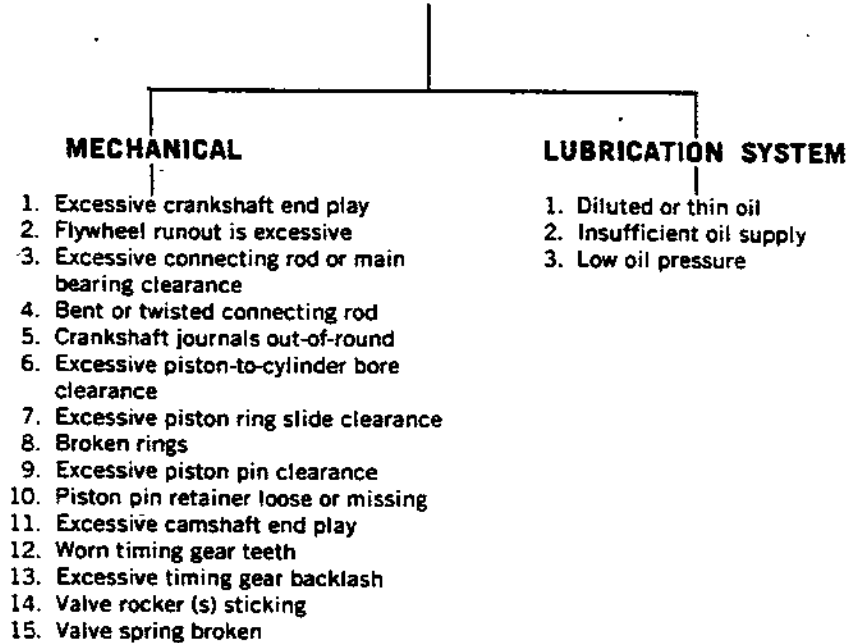 MECHANICAL
1. Excessive crankshaft end play
2. Flywheel runout is excessive
3. Excessive connecting rod or main
bearing clearance
4. Bent or twisted connecting rod
5. Crankshaft journals out-of-round
6. Excessive piston-to-cylinder bore
clearance
7. Excessive piston ring slide clearance
8. Broken rings
9. Excessive piston pin clearance
10. Piston pin retainer loose or missing
11. Excessive camshaft end play
12. Worn timing gear teeth
13. Excessive timing gear backlash
14. Valve rocker (s) sticking
15. Valve spring broken
LUBRICATION SYSTEM
1. Diluted or thin oil
2. Insufficient oil supply
3. Low oil pressure